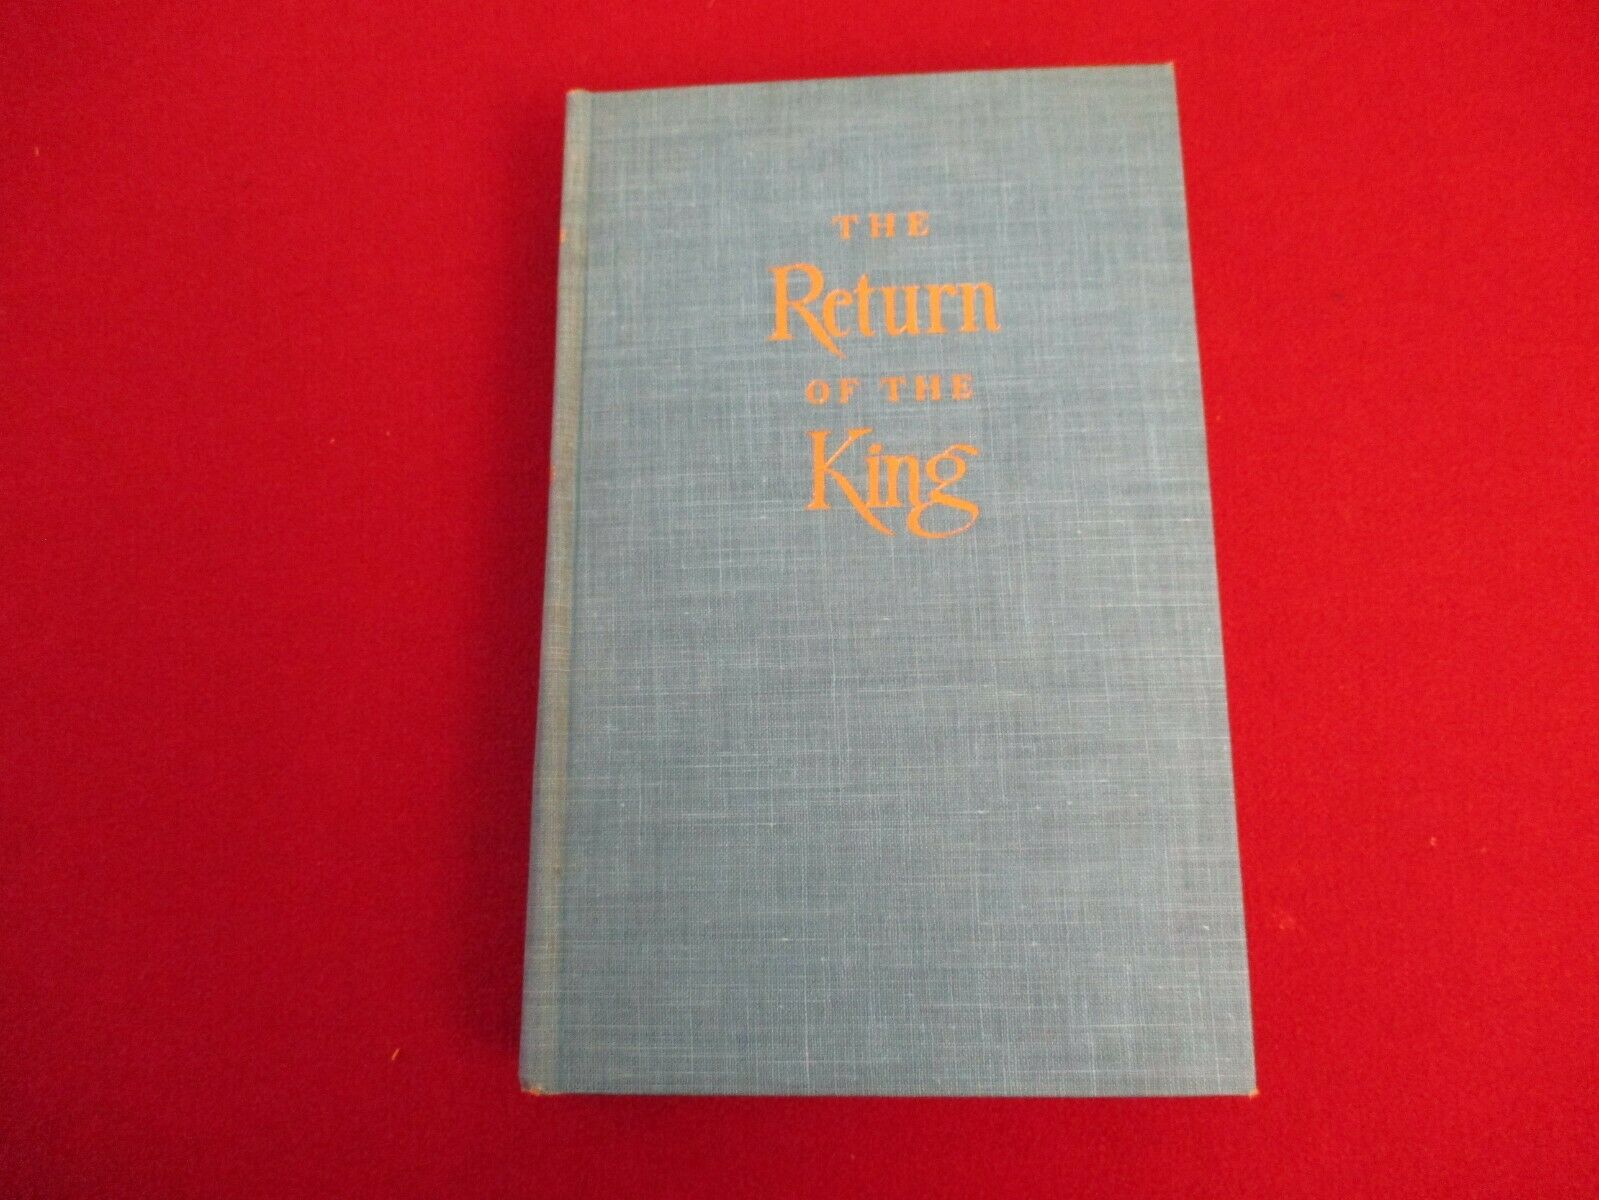 THE
Return
OF THE
King